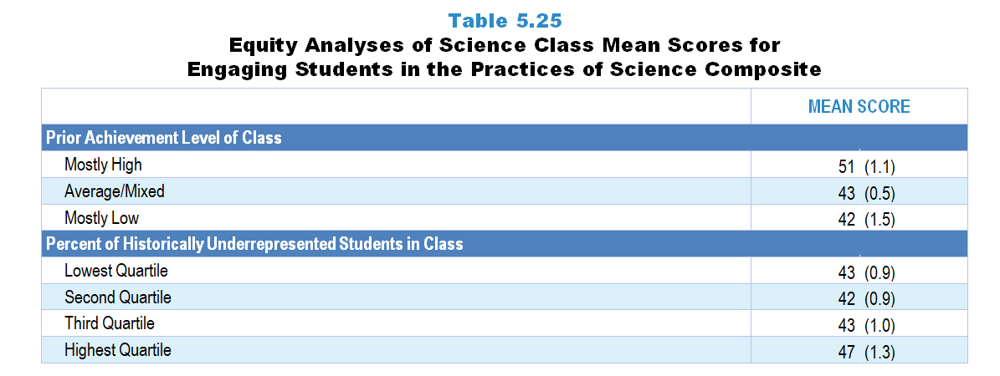 Table 5.25
Equity Analyses of Science Class Mean Scores for
Engaging Students in the Practices of Science Composite
MEAN SCORE
Prior Achievement Level of Class
Mostly High 51 (1.1)
Average/Mixed 43 (0.5)
Mostly Low 42 (1.5)
Percent of Historically Underrepresented Students in Class
Lowest Quartile 43 (0.9)
Second Quartile 42 (0.9)
Third Quartile 43 (1.0)
Highest Quartile 47 (1.3)